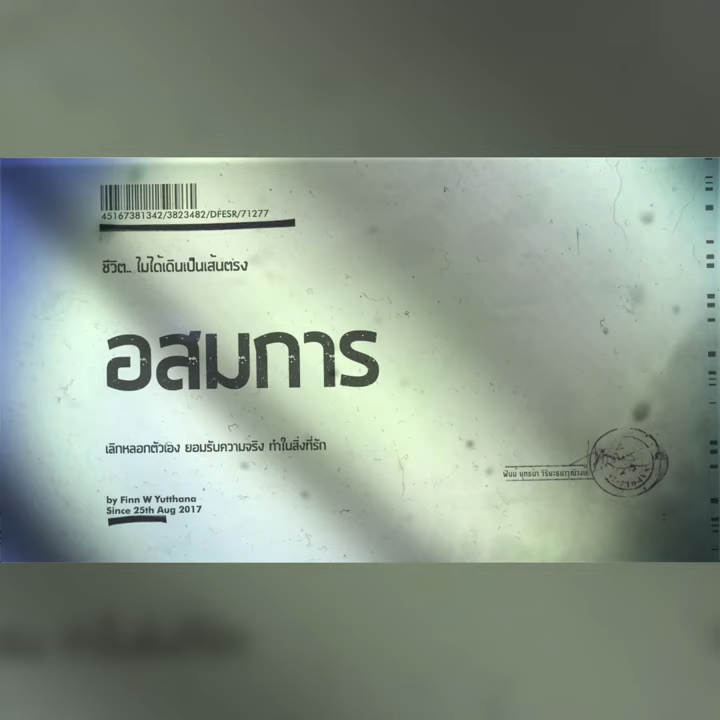 45167381342/3823482/DFESR/71277
ชีวิต.. ไม่ได้เดินเป็นเส้นตรง
อสมการ
เลิกหลอกตัวเอง ยอมรับความจริง ทำในสิ่งที่รัก
by Finn W Yutthana
Since 25th Aug 2017